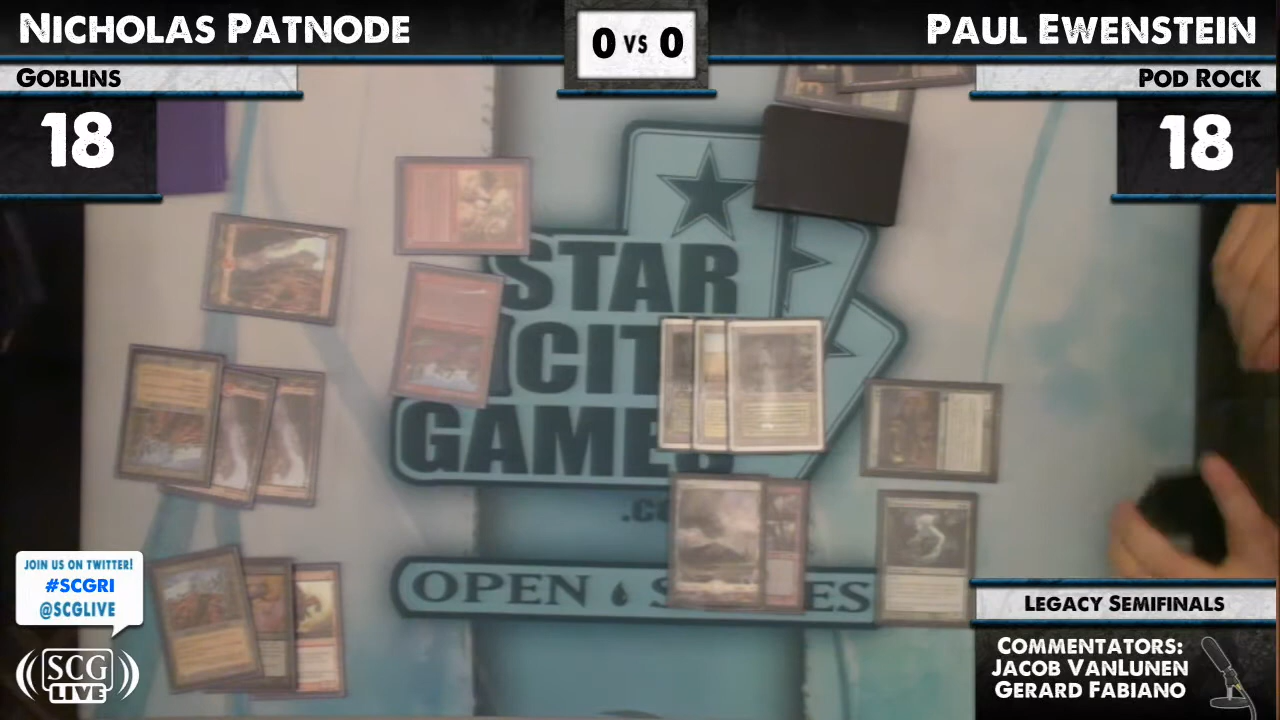 NICHOLAS PATNODE
0 VS 0
PAUL EWENSTEIN
GOBLINS
POD ROCK
18
18
STAR
CIT
GAMES
.co
OPEN S ES
JOIN US ON TWITTER!
#SCGRI
@SCGLIVE
SCG
LIVE
LEGACY SEMIFINALS
COMMENTATORS:
JACOB VANLUNEN
GERARD FABIANO